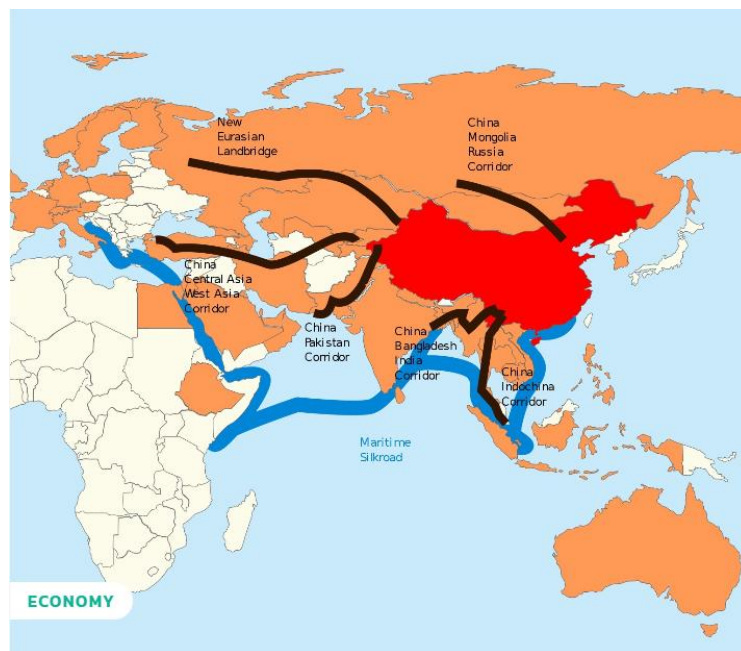 New
Eurasian
Landbridge
China
Mongolia
Russia
Corridor
China
Central Asia
West Asia
Corridor
China
Pakistan
Corridor
China
Bangladesh
India
Corridor
China
Indochina
Corridor
Maritime
Silkroad
ECONOMY